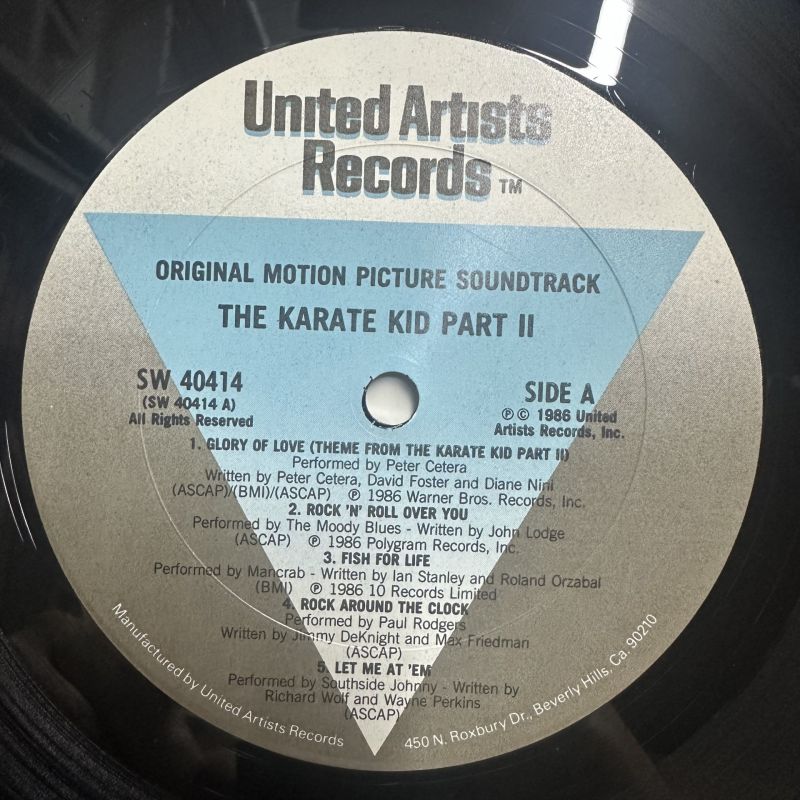 United Artists
Records TM
ORIGINAL MOTION PICTURE SOUNDTRACK
THE KARATE KID PART II
SW 40414
(SW 40414 A)
All Rights Reserved
SIDE A
℗ © 1986 United
Artists Records, Inc.
1. GLORY OF LOVE (THEME FROM THE KARATE KID PART II)
Performed by Peter Cetera
Written by Peter Cetera, David Foster and Diane Nini
(ASCAP)/(BMI)/(ASCAP) ℗ 1986 Warner Bros. Records, Inc.
2. ROCK 'N' ROLL OVER YOU
Performed by The Moody Blues - Written by John Lodge
(ASCAP) ℗ 1986 Polygram Records, Inc.
3. FISH FOR LIFE
Performed by Mancrab - Written by Ian Stanley and Roland Orzabal
(BMI) ℗ 1986 10 Records Limited
4. ROCK AROUND THE CLOCK
Performed by Paul Rodgers
Written by Jimmy DeKnight and Max Friedman
(ASCAP)
5. LET ME AT 'EM
Performed by Southside Johnny - Written by
Richard Wolf and Wayne Perkins
(ASCAP)
Manufactured by United Artists Records
450 N. Roxbury Dr., Beverly Hills, Ca. 90210